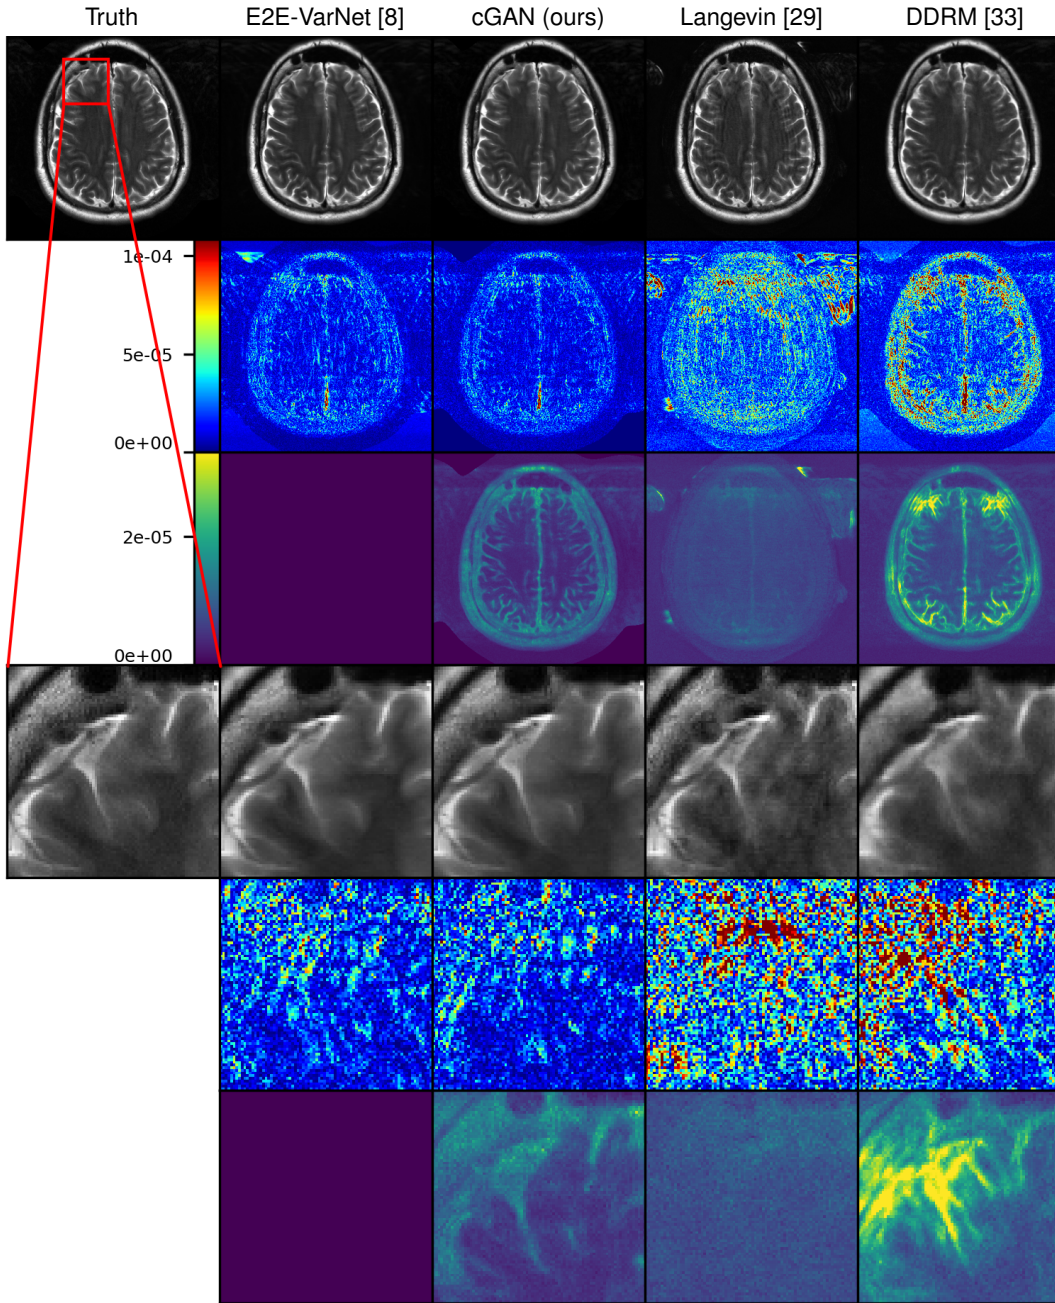 Truth E2E-VarNet [8] cGAN (ours) Langevin [29] DDRM [33]
1e-04
5e-05
0e+00
2e-05
0e+00